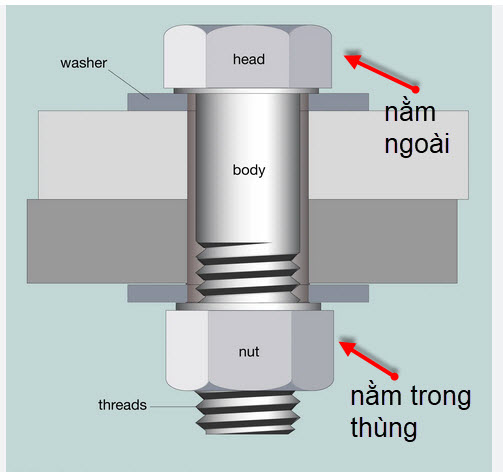 washer
head
nằm
ngoài
body
nut
nằm trong
thùng
threads